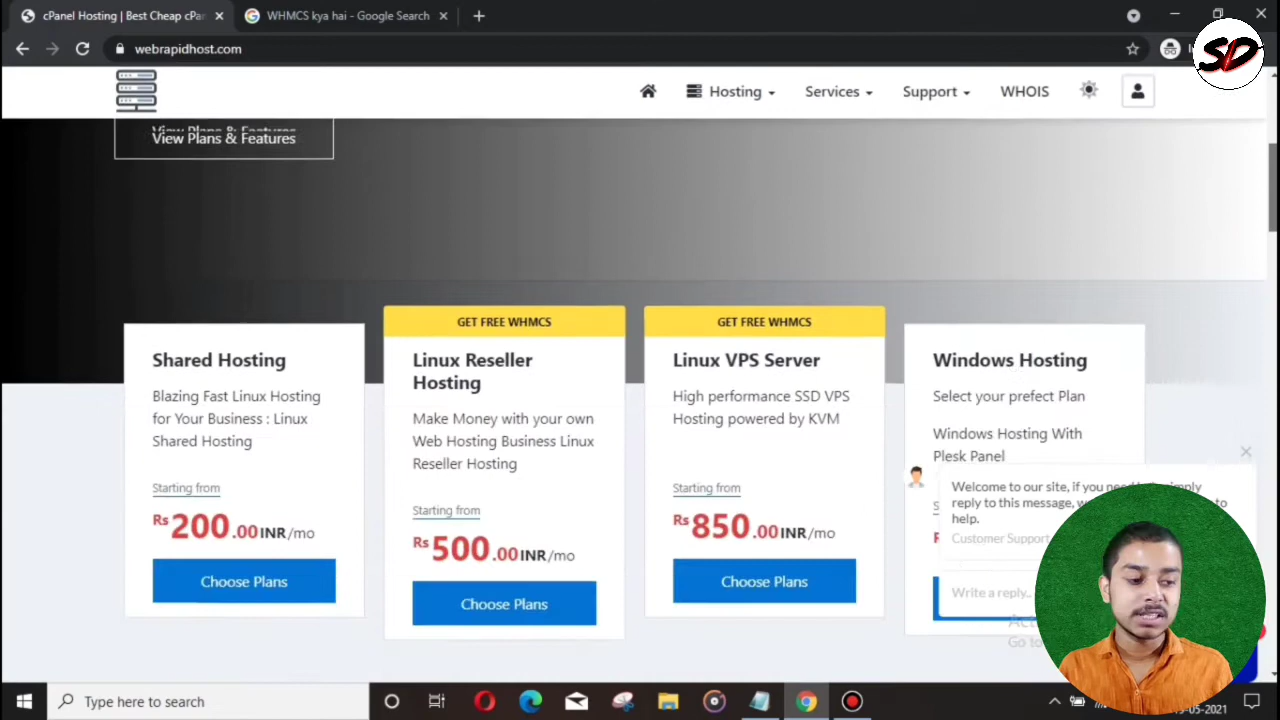 cPanel Hosting | Best Cheap cPan
WHMCS kya hai - Google Search
webrapidhost.com
SD
Hosting
Services
Support
WHOIS
View Plans & Features
GET FREE WHMCS
GET FREE WHMCS
Shared Hosting
Blazing Fast Linux Hosting
for Your Business : Linux
Shared Hosting
Starting from
Rs 200.00 INR /mo
Choose Plans
Linux Reseller
Hosting
Make Money with your own
Web Hosting Business Linux
Reseller Hosting
Starting from
Rs 500.00 INR /mo
Choose Plans
Linux VPS Server
High performance SSD VPS
Hosting powered by KVM
Starting from
Rs 850.00 INR /mo
Choose Plans
Windows Hosting
Select your prefect Plan
Windows Hosting With
Plesk Panel
Welcome to our site, if you
reply to this message,
help.
Customer Support
Write a reply..
Go to
Type here to search
-05-2021